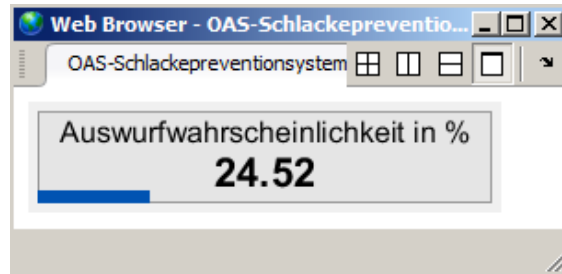 Web Browser - OAS-Schlackepreventio...
OAS-Schlackepreventionsystem
Auswurfwahrscheinlichkeit in %
24.52